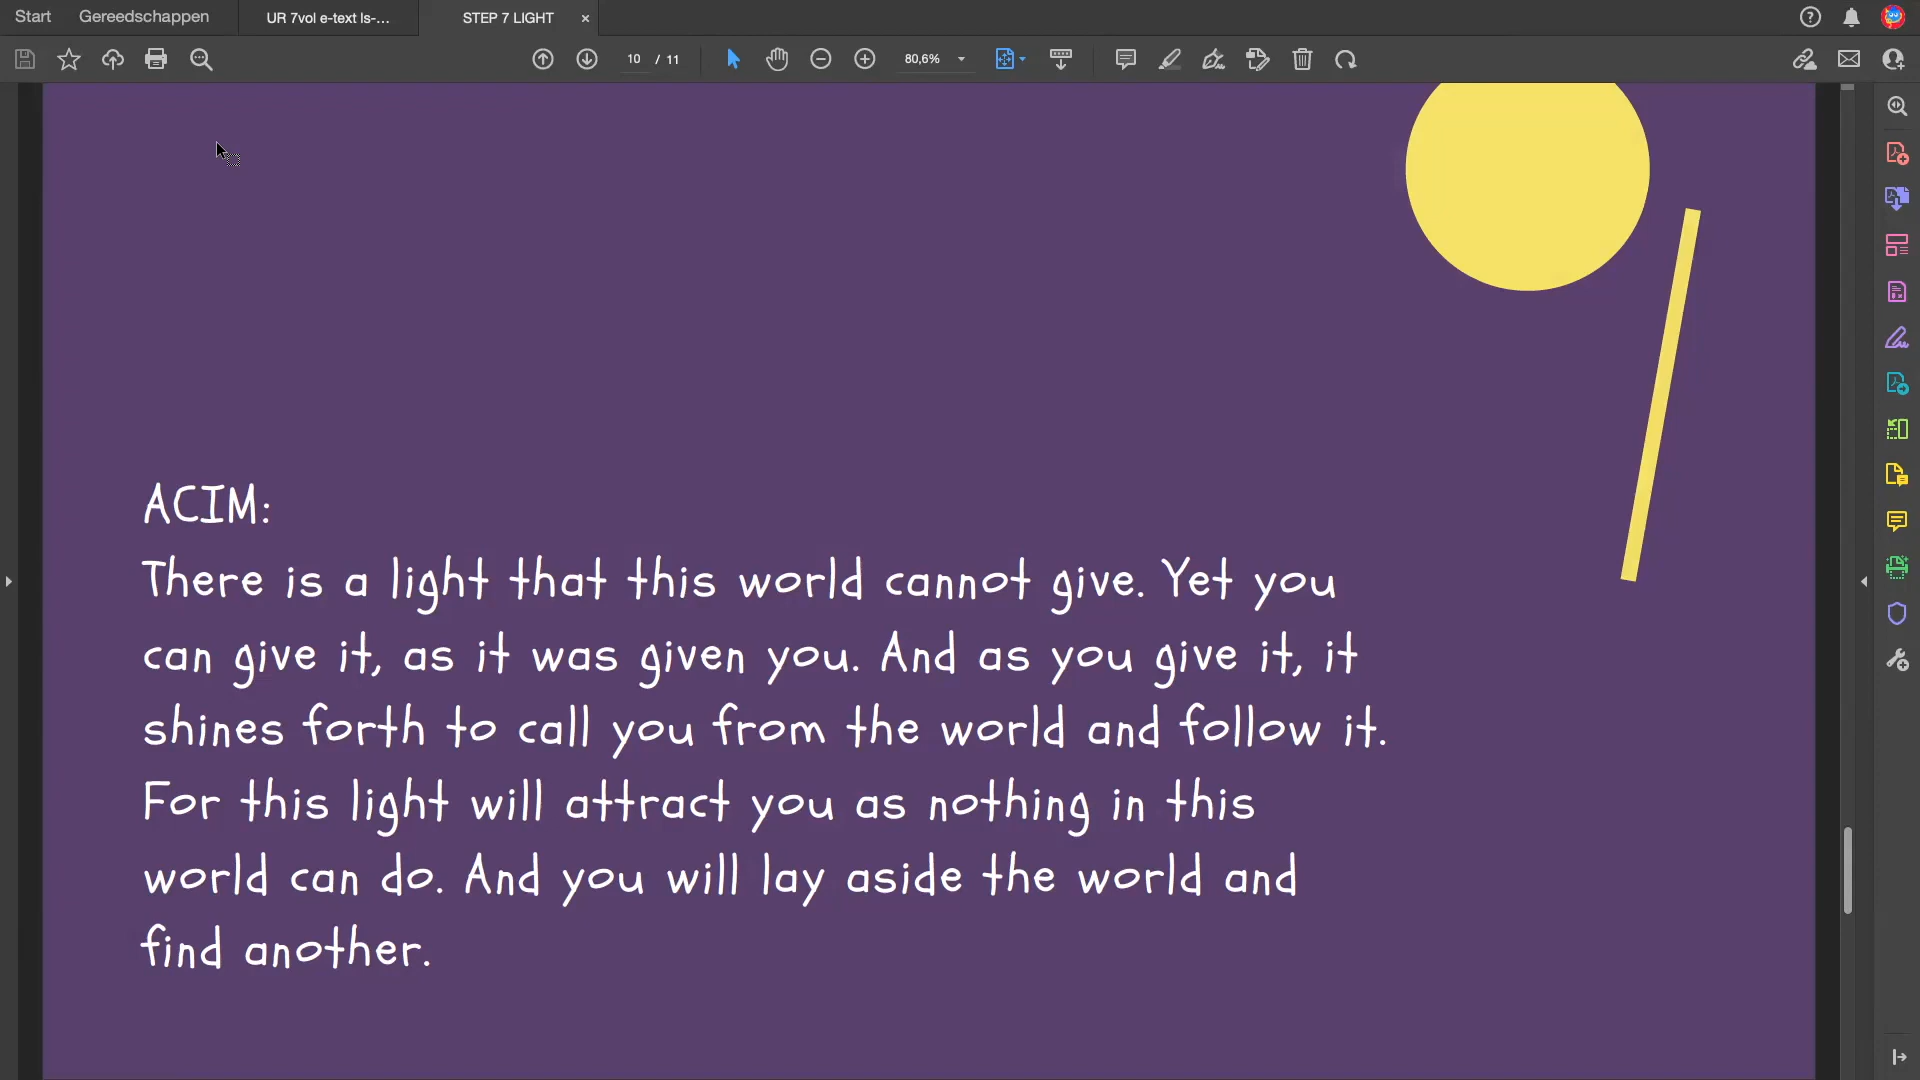 Start Gereedschappen UR 7vol e-text ls-... STEP 7 LIGHT
10 / 11 80,6%
ACIM:
There is a light that this world cannot give. Yet you
can give it, as it was given you. And as you give it, it
shines forth to call you from the world and follow it.
For this light will attract you as nothing in this
world can do. And you will lay aside the world and
find another.